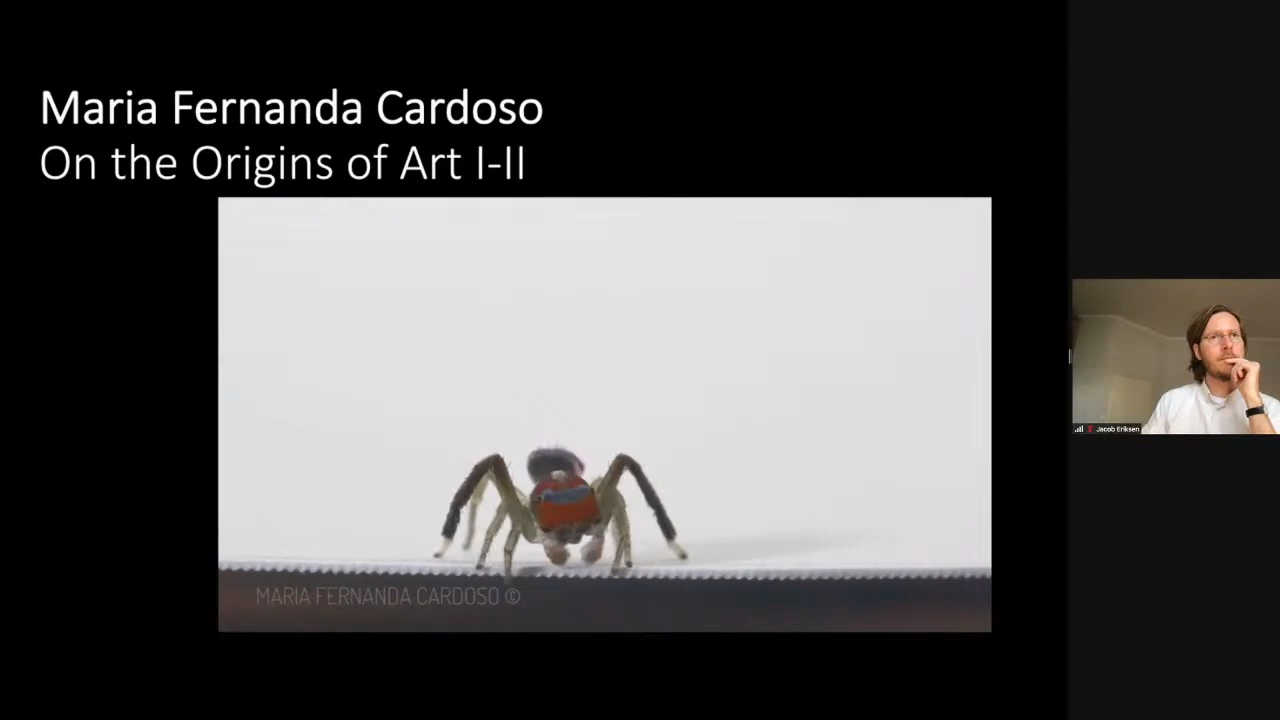 Maria Fernanda Cardoso
On the Origins of Art I-II
MARIA FERNANDA CARDOSO ©
Jacob Eriksen